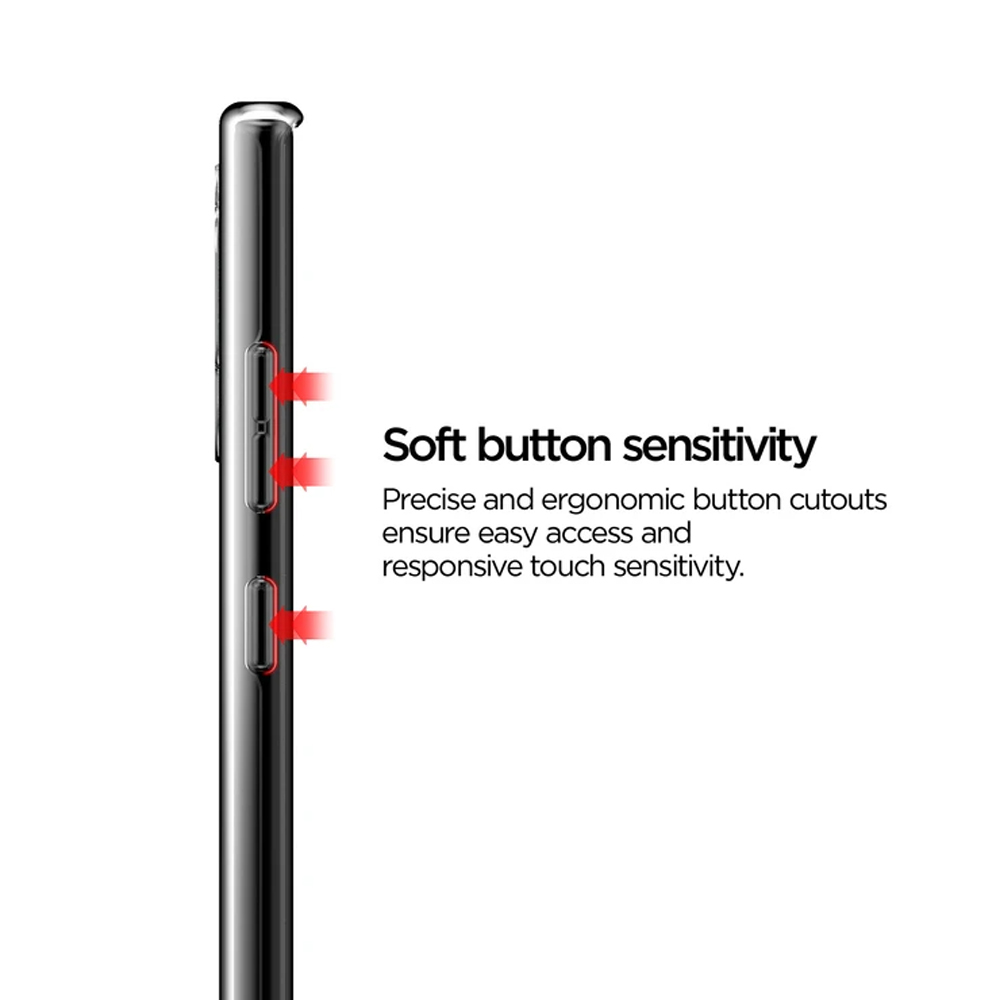 Soft button sensitivity
Precise and ergonomic button cutouts
ensure easy access and
responsive touch sensitivity.